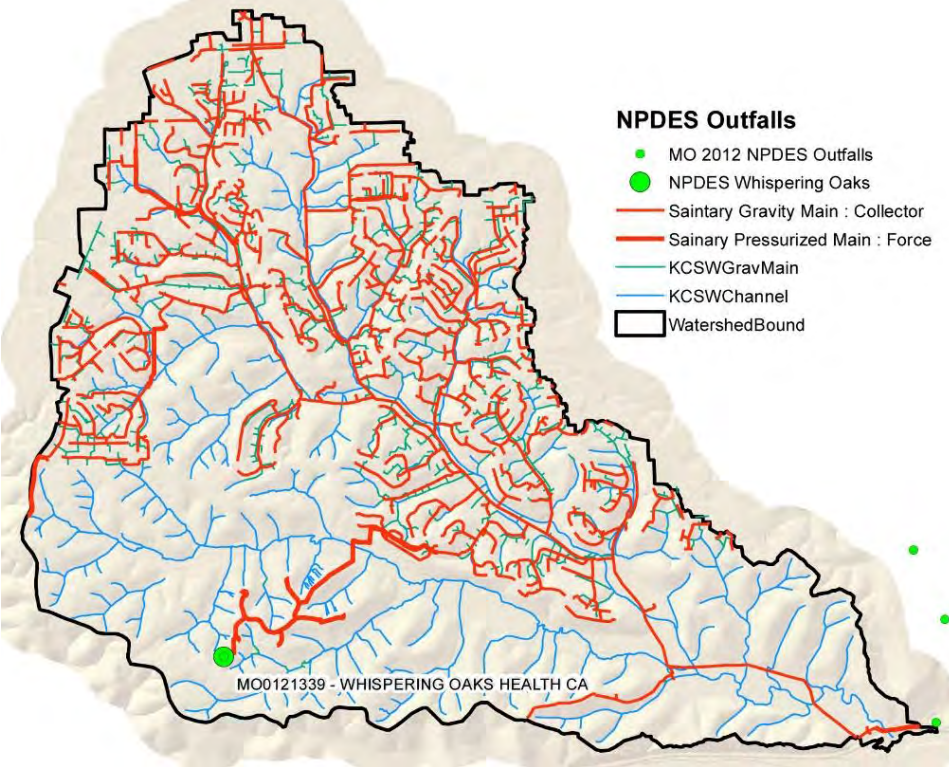 NPDES Outfalls
MO 2012 NPDES Outfalls
NPDES Whispering Oaks
Saintary Gravity Main : Collector
Sainary Pressurized Main : Force
KCSWGravMain
KCSWChannel
WatershedBound
MO0121339 - WHISPERING OAKS HEALTH CA